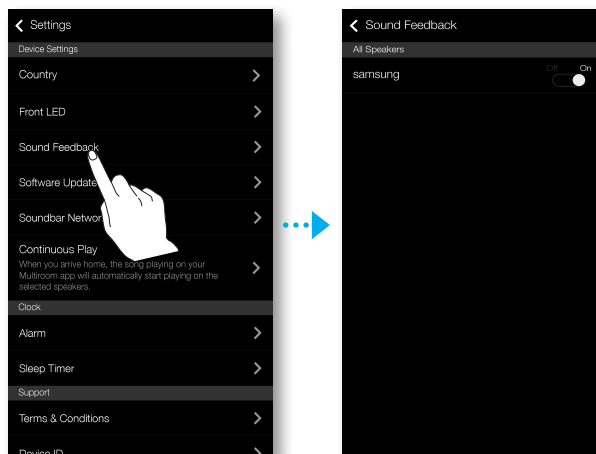 Settings
Device Settings
Country
Front LED
Sound Feedback
Software Update
Soundbar Networ
Continuous Play
When you arrive home, the song playing on your
Multiroom app will automatically start playing on the
selected speakers.
Clock
Alarm
Sleep Timer
Support
Terms & Conditions
Device ID
Sound Feedback
All Speakers
samsung
Off On